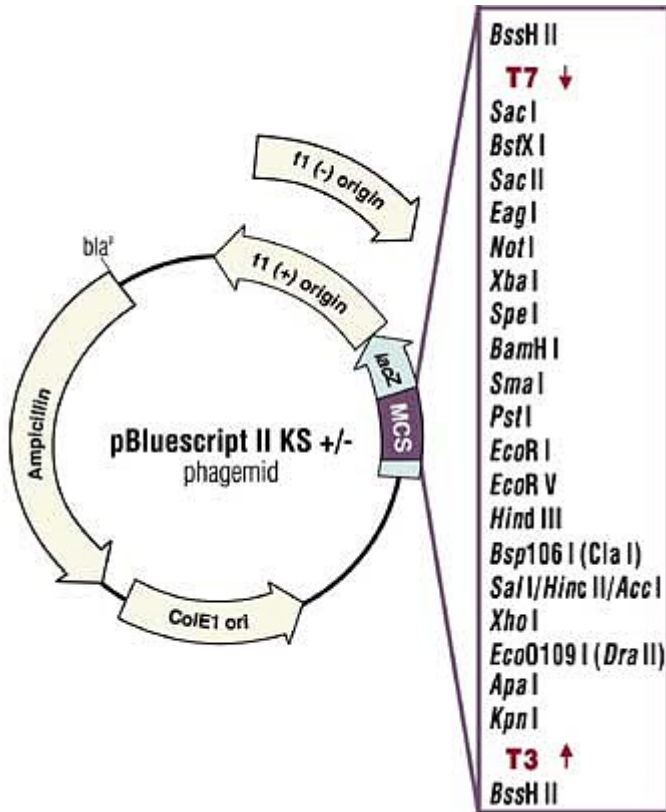 f1 (-) origin
bla³
f1 (+) origin
lacZ
MCS
Ampicillin
pBluescript II KS +/-
phagemid
ColE1 ori
BssH II
T7 ↓
Sac I
BstX I
Sac II
Eag I
Not I
Xba I
Spe I
BamH I
Sma I
Pst I
EcoR I
EcoR V
Hind III
Bsp106 I (Cla I)
Sal I/Hinc II/Acc I
Xho I
EcoO109 I (Dra II)
Apa I
Kpn I
T3 ↑
BssH II